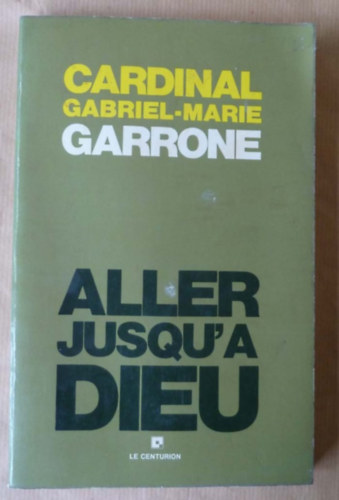 CARDINAL
GABRIEL-MARIE
GARRONE
ALLER
JUSQU'A
DIEU
LE CENTURION